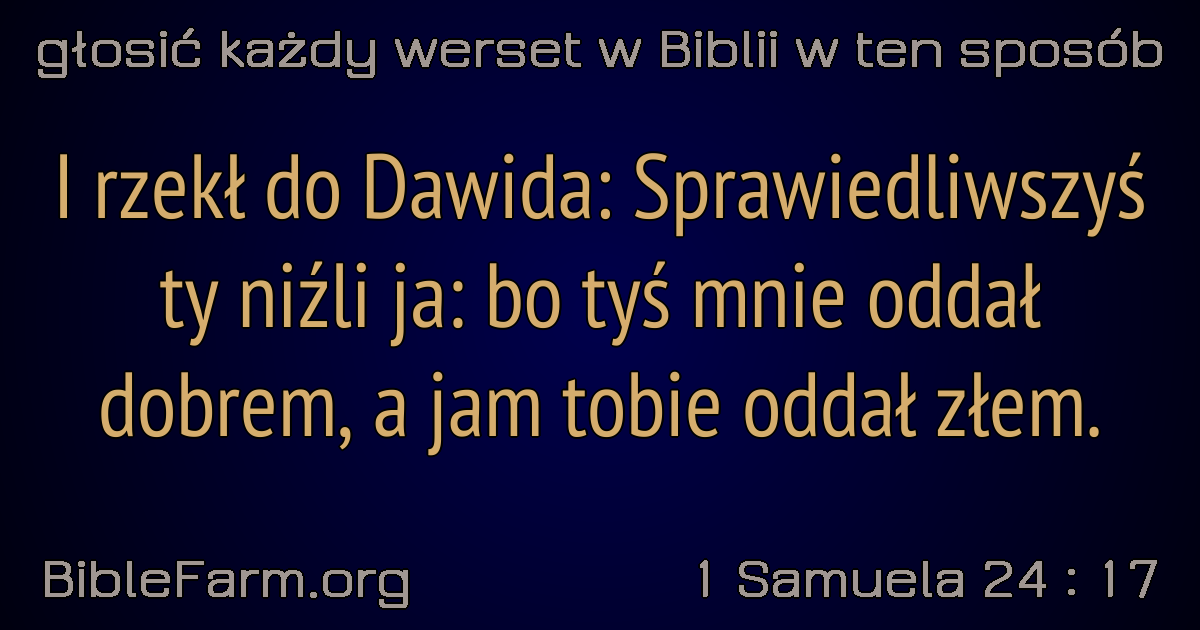 głosić każdy werset w Biblii w ten sposób
I rzekł do Dawida: Sprawiedliwszyś
ty niźli ja: bo tyś mnie oddał
dobrem, a jam tobie oddał złem.
BibleFarm.org
1 Samuela 24 : 17